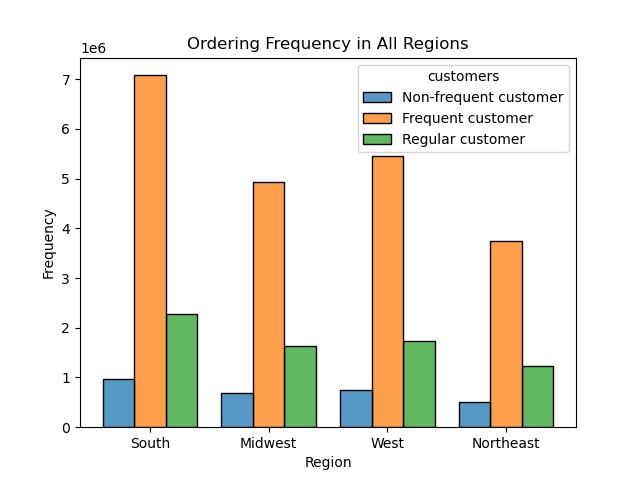 Ordering Frequency in All Regions
1e6
customers
Non-frequent customer
Frequent customer
Regular customer
7
6
5
4
3
2
1
0
Frequency
South Midwest West Northeast
Region